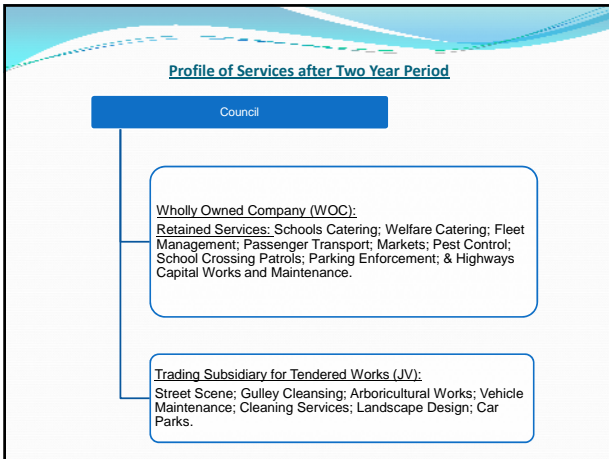 Profile of Services after Two Year Period
Council
Wholly Owned Company (WOC):
Retained Services: Schools Catering; Welfare Catering; Fleet
Management; Passenger Transport; Markets; Pest Control;
School Crossing Patrols; Parking Enforcement; & Highways
Capital Works and Maintenance.
Trading Subsidiary for Tendered Works (JV):
Street Scene; Gulley Cleansing; Arboricultural Works; Vehicle
Maintenance; Cleaning Services; Landscape Design; Car
Parks.